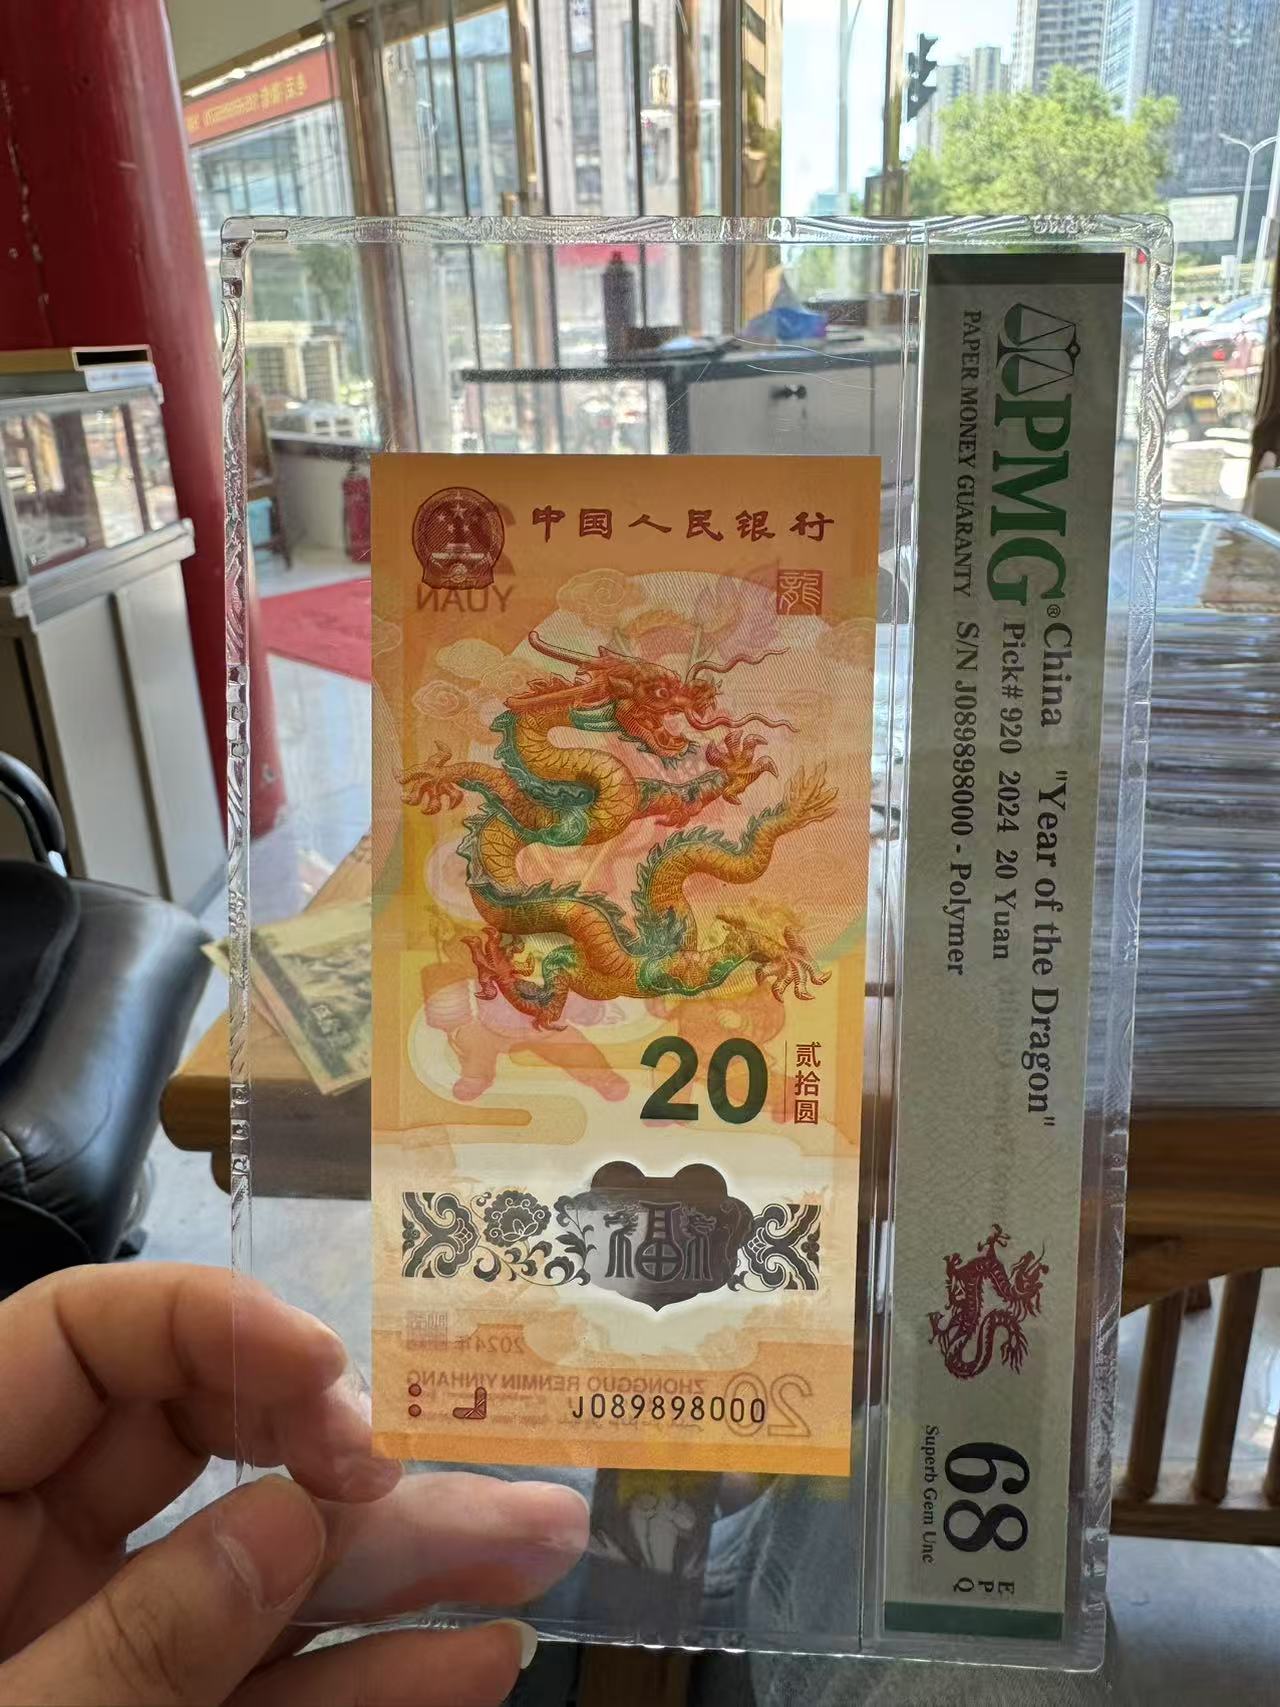 中国人民银行
龍
YUAN
20
贰拾圆
福
2024年
ZHONGGUO RENMIN YINHANG
20
J089898000
PMG®
PAPER MONEY GUARANTY
China "Year of the Dragon"
Pick# 920 2024 20 Yuan
S/N J089898000 - Polymer
68
EPQ
Superb Gem Unc